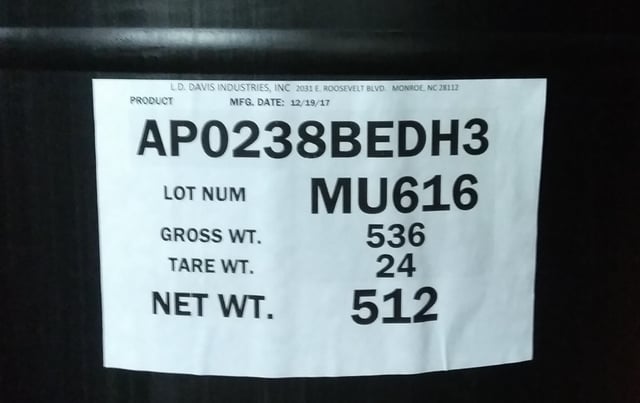 L.D. DAVIS INDUSTRIES, INC 2031 E. ROOSEVELT BLVD. MONROE, NC 28112
PRODUCT MFG. DATE: 12/19/17
AP0238BEDH3
LOT NUM MU616
GROSS WT. 536
TARE WT. 24
NET WT. 512